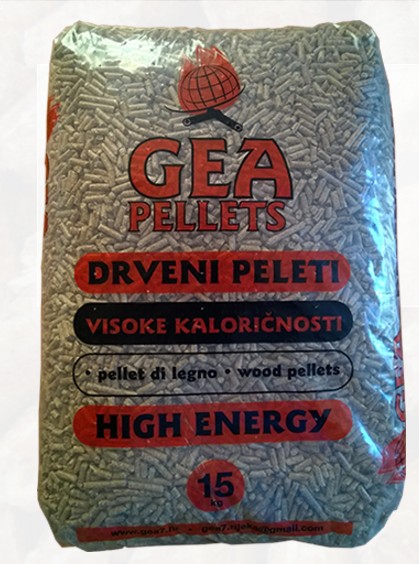 GEA
PELLETS
DRVENI PELETI
VISOKE KALORIČNOSTI
• pellet di legno • wood pellets
HIGH ENERGY
15
kg